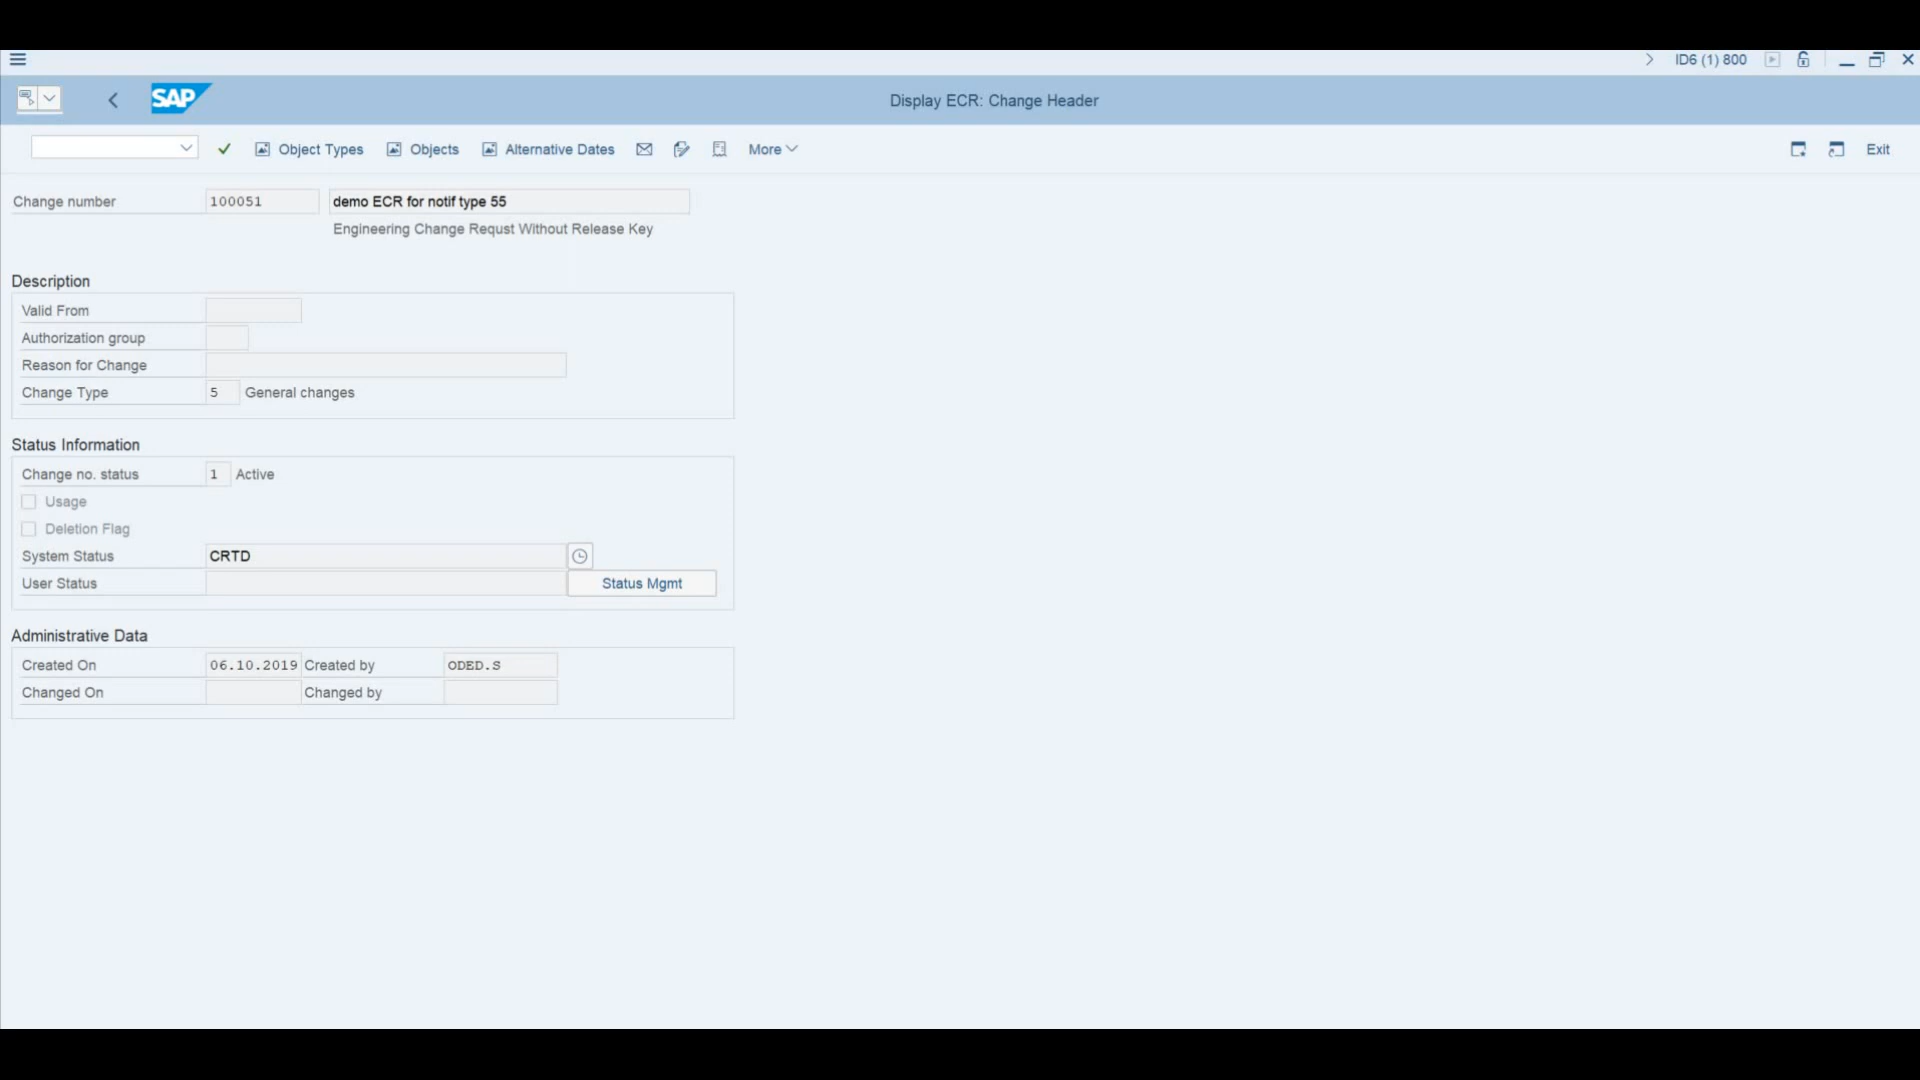 ID6 (1) 800
SAP
Display ECR: Change Header
Object Types Objects Alternative Dates More Exit
Change number 100051 demo ECR for notif type 55
Engineering Change Requst Without Release Key
Description
Valid From
Authorization group
Reason for Change
Change Type 5 General changes
Status Information
Change no. status 1 Active
Usage
Deletion Flag
System Status CRTD
User Status Status Mgmt
Administrative Data
Created On 06.10.2019 Created by ODED.S
Changed On Changed by